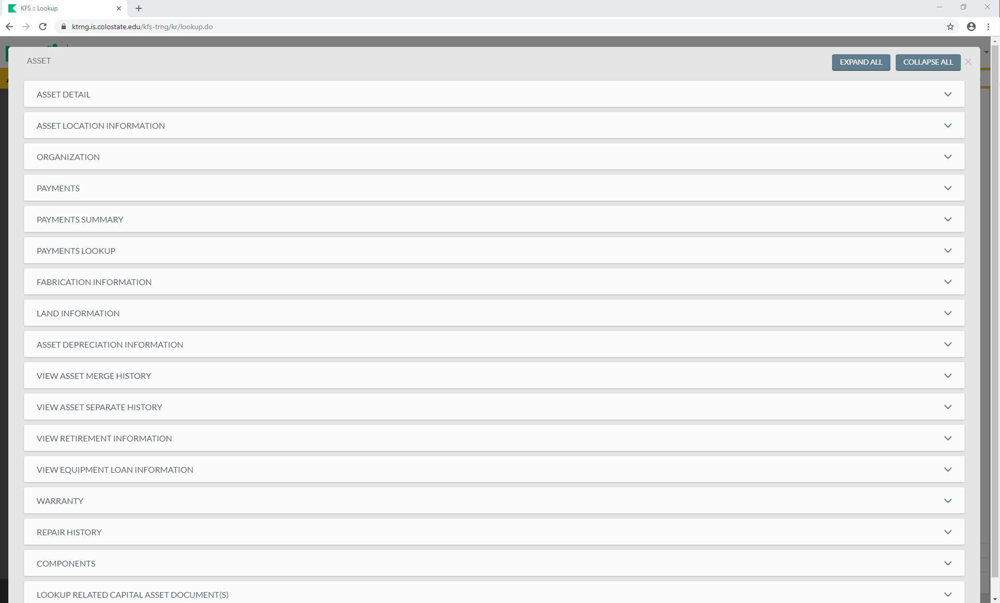 KFS :: Lookup
ktrng.is.colostate.edu/kfs-trng/kr/lookup.do
ASSET
EXPAND ALL
COLLAPSE ALL
ASSET DETAIL
ASSET LOCATION INFORMATION
ORGANIZATION
PAYMENTS
PAYMENTS SUMMARY
PAYMENTS LOOKUP
FABRICATION INFORMATION
LAND INFORMATION
ASSET DEPRECIATION INFORMATION
VIEW ASSET MERGE HISTORY
VIEW ASSET SEPARATE HISTORY
VIEW RETIREMENT INFORMATION
VIEW EQUIPMENT LOAN INFORMATION
WARRANTY
REPAIR HISTORY
COMPONENTS
LOOKUP RELATED CAPITAL ASSET DOCUMENT(S)